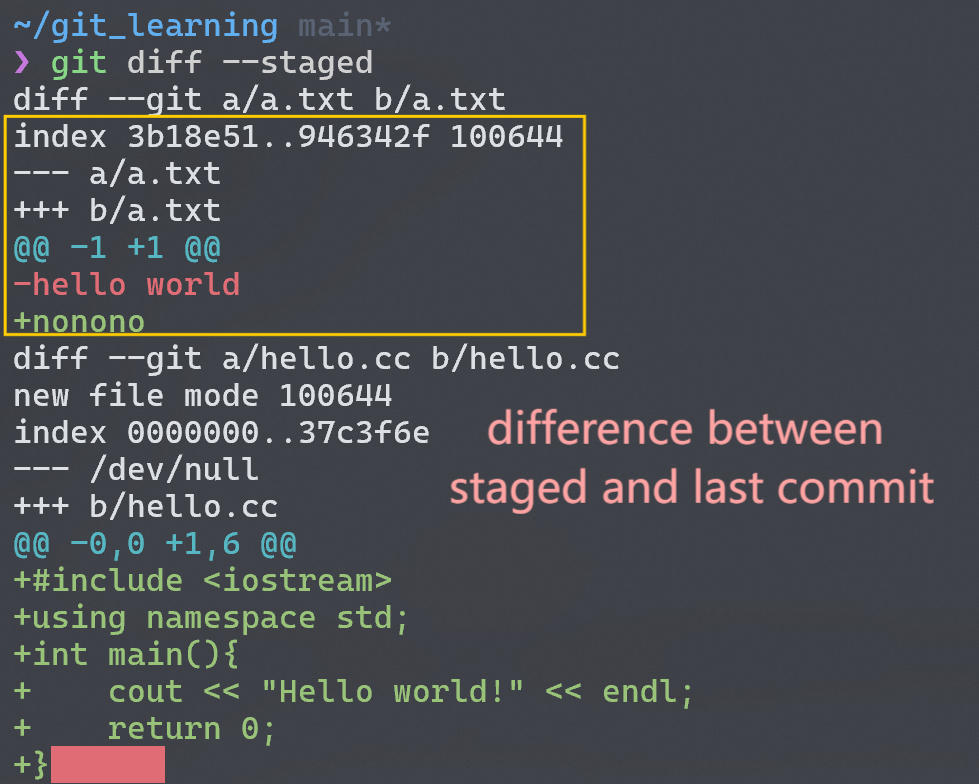 ~/git_learning main*
❯ git diff --staged
diff --git a/a.txt b/a.txt
index 3b18e51..946342f 100644
--- a/a.txt
+++ b/a.txt
@@ -1 +1 @@
-hello world
+nonono
diff --git a/hello.cc b/hello.cc
new file mode 100644
index 0000000..37c3f6e
--- /dev/null
+++ b/hello.cc
@@ -0,0 +1,6 @@
+#include <iostream>
+using namespace std;
+int main(){
+    cout << "Hello world!" << endl;
+    return 0;
+}
difference between
staged and last commit